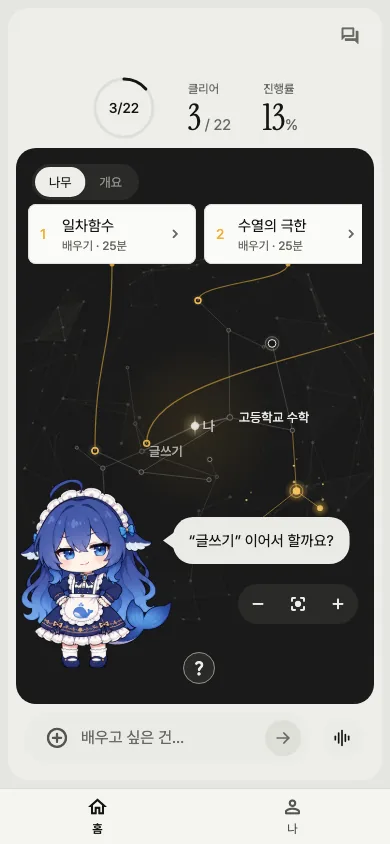 3/22
클리어
3 / 22
진행률
13%
나무
개요
1
일차함수
배우기 · 25분
2
수열의 극한
배우기 · 25분
나
고등학교 수학
글쓰기
“글쓰기” 이어서 할까요?
?
배우고 싶은 건...
홈
나